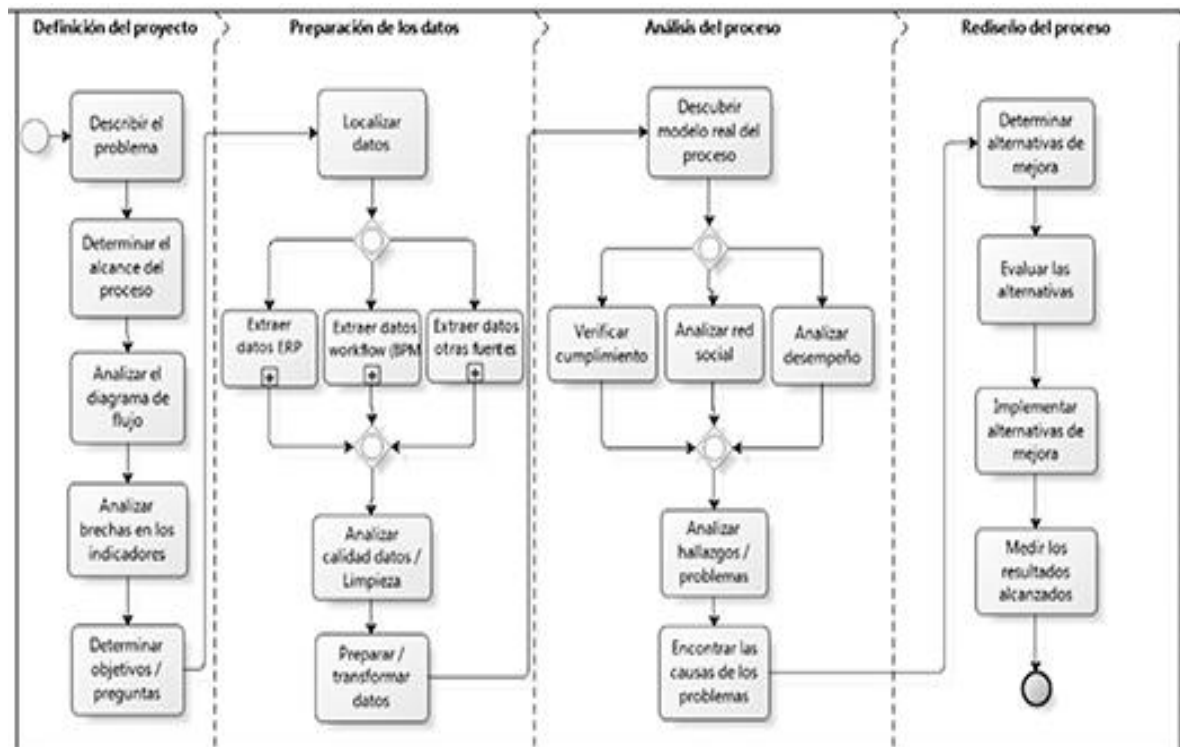 Definición del proyecto
Preparación de los datos
Análisis del proceso
Rediseño del proceso
Describir el
problema
Determinar el
alcance del
proceso
Analizar el
diagrama de
flujo
Analizar
brechas en los
indicadores
Determinar
objetivos /
preguntas
Localizar
datos
Extraer
datos ERP
Extraer datos
workflow (BPM
Extraer datos
otras fuentes
Analizar
calidad datos /
Limpieza
Preparar /
transformar
datos
Descubrir
modelo real del
proceso
Verificar
cumplimiento
Analizar red
social
Analizar
desempeño
Analizar
hallazgos /
problemas
Encontrar las
causas de los
problemas
Determinar
alternativas de
mejora
Evaluar las
alternativas
Implementar
alternativas de
mejora
Medir los
resultados
alcanzados